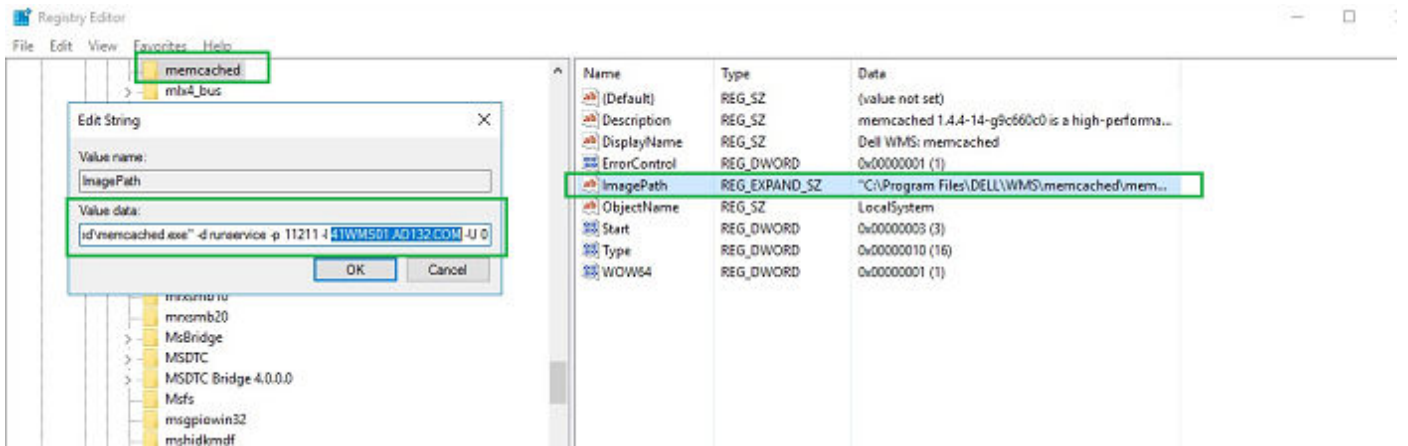 Registry Editor
File Edit View Favorites Help
memcached
mlx4_bus
Edit String
Value name:
ImagePath
Value data:
:d\memcached.exe" -d runservice -p 11211 -l 41WMS01.AD132.COM -U 0
OK Cancel
mrxsmb10
mrxsmb20
MsBridge
MSDTC
MSDTC Bridge 4.0.0.0
Msfs
msgpiowin32
mshidkmdf
Name Type Data
(Default) REG_SZ (value not set)
Description REG_SZ memcached 1.4.4-14-g9c660c0 is a high-performa...
DisplayName REG_SZ Dell WMS: memcached
ErrorControl REG_DWORD 0x00000001 (1)
ImagePath REG_EXPAND_SZ "C:\Program Files\DELL\WMS\memcached\mem...
ObjectName REG_SZ LocalSystem
Start REG_DWORD 0x00000003 (3)
Type REG_DWORD 0x00000010 (16)
WOW64 REG_DWORD 0x00000001 (1)